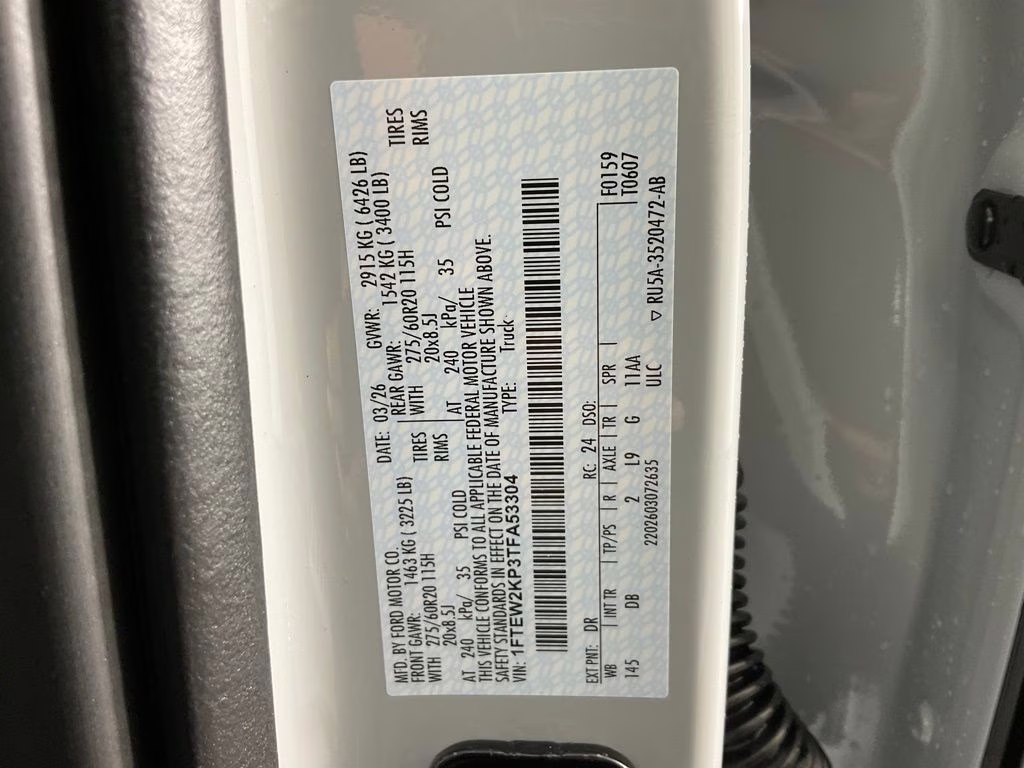 MFD. BY FORD MOTOR CO.
DATE: 03/26 GVWR: 2915 KG ( 6426 LB)
FRONT GAWR: 1463 KG ( 3225 LB) REAR GAWR: 1542 KG ( 3400 LB)
WITH 275/60R20 115H TIRES WITH 275/60R20 115H TIRES
20x8.5J RIMS 20x8.5J RIMS
AT 240 kPa/ 35 PSI COLD AT 240 kPa/ 35 PSI COLD
THIS VEHICLE CONFORMS TO ALL APPLICABLE FEDERAL MOTOR VEHICLE
SAFETY STANDARDS IN EFFECT ON THE DATE OF MANUFACTURE SHOWN ABOVE.
VIN: 1FTEW2KP3TFA53304 TYPE: Truck
EXT PNT: DR RC: 24 DSO: F0159
WB | INT TR | TP/PS | R | AXLE | TR | SPR | T0607
145 DB 2 L9 G 11AA
2202603072635 ULC
▽ RU5A-3520472-AB